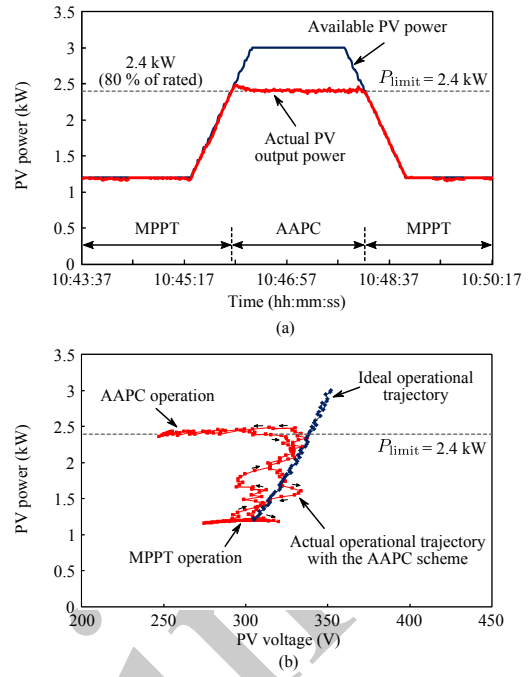 (a)
3.5
3
2.5
2
1.5
1
0.5
0
PV power (kW)
2.4 kW
(80 % of rated)
Available PV power
P_limit = 2.4 kW
Actual PV
output power
MPPT
AAPC
MPPT
10:43:37
10:45:17
10:46:57
10:48:37
10:50:17
Time (hh:mm:ss)
(a)
3.5
3
2.5
2
1.5
1
0.5
0
PV power (kW)
AAPC operation
Ideal operational
trajectory
P_limit = 2.4 kW
MPPT operation
Actual operational trajectory
with the AAPC scheme
200
250
300
350
400
450
PV voltage (V)
(b)